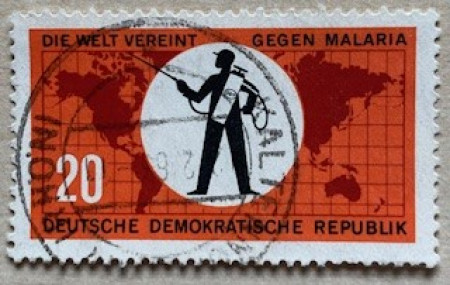 DIE WELT VEREINT GEGEN MALARIA
20
DEUTSCHE DEMOKRATISCHE REPUBLIK